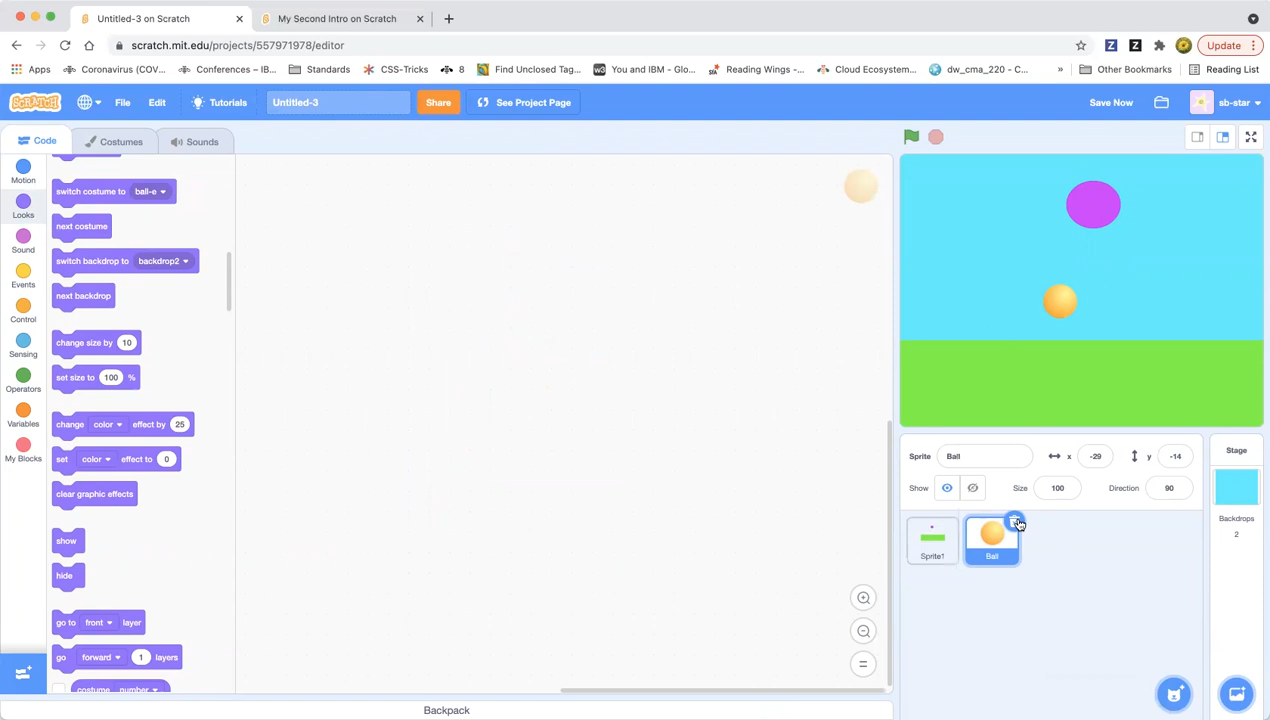 Untitled-3 on Scratch
My Second Intro on Scratch
scratch.mit.edu/projects/557971978/editor
Update
Apps
Coronavirus (COV...
Conferences – IB...
Standards
CSS-Tricks
8
Find Unclosed Tag...
You and IBM - Glo...
Reading Wings -...
Cloud Ecosystem...
dw_cma_220 - C...
»
Other Bookmarks
Reading List
SCRATCH
File
Edit
Tutorials
Untitled-3
Share
See Project Page
Save Now
sb-star
Code
Costumes
Sounds
Motion
Looks
Sound
Events
Control
Sensing
Operators
Variables
My Blocks
switch costume to ball-e
next costume
switch backdrop to backdrop2
next backdrop
change size by 10
set size to 100 %
change color effect by 25
set color effect to 0
clear graphic effects
show
hide
go to front layer
go forward 1 layers
costume number
Backpack
Sprite Ball x -29 y -14
Show Size 100 Direction 90
Sprite1
Ball
Stage
Backdrops
2